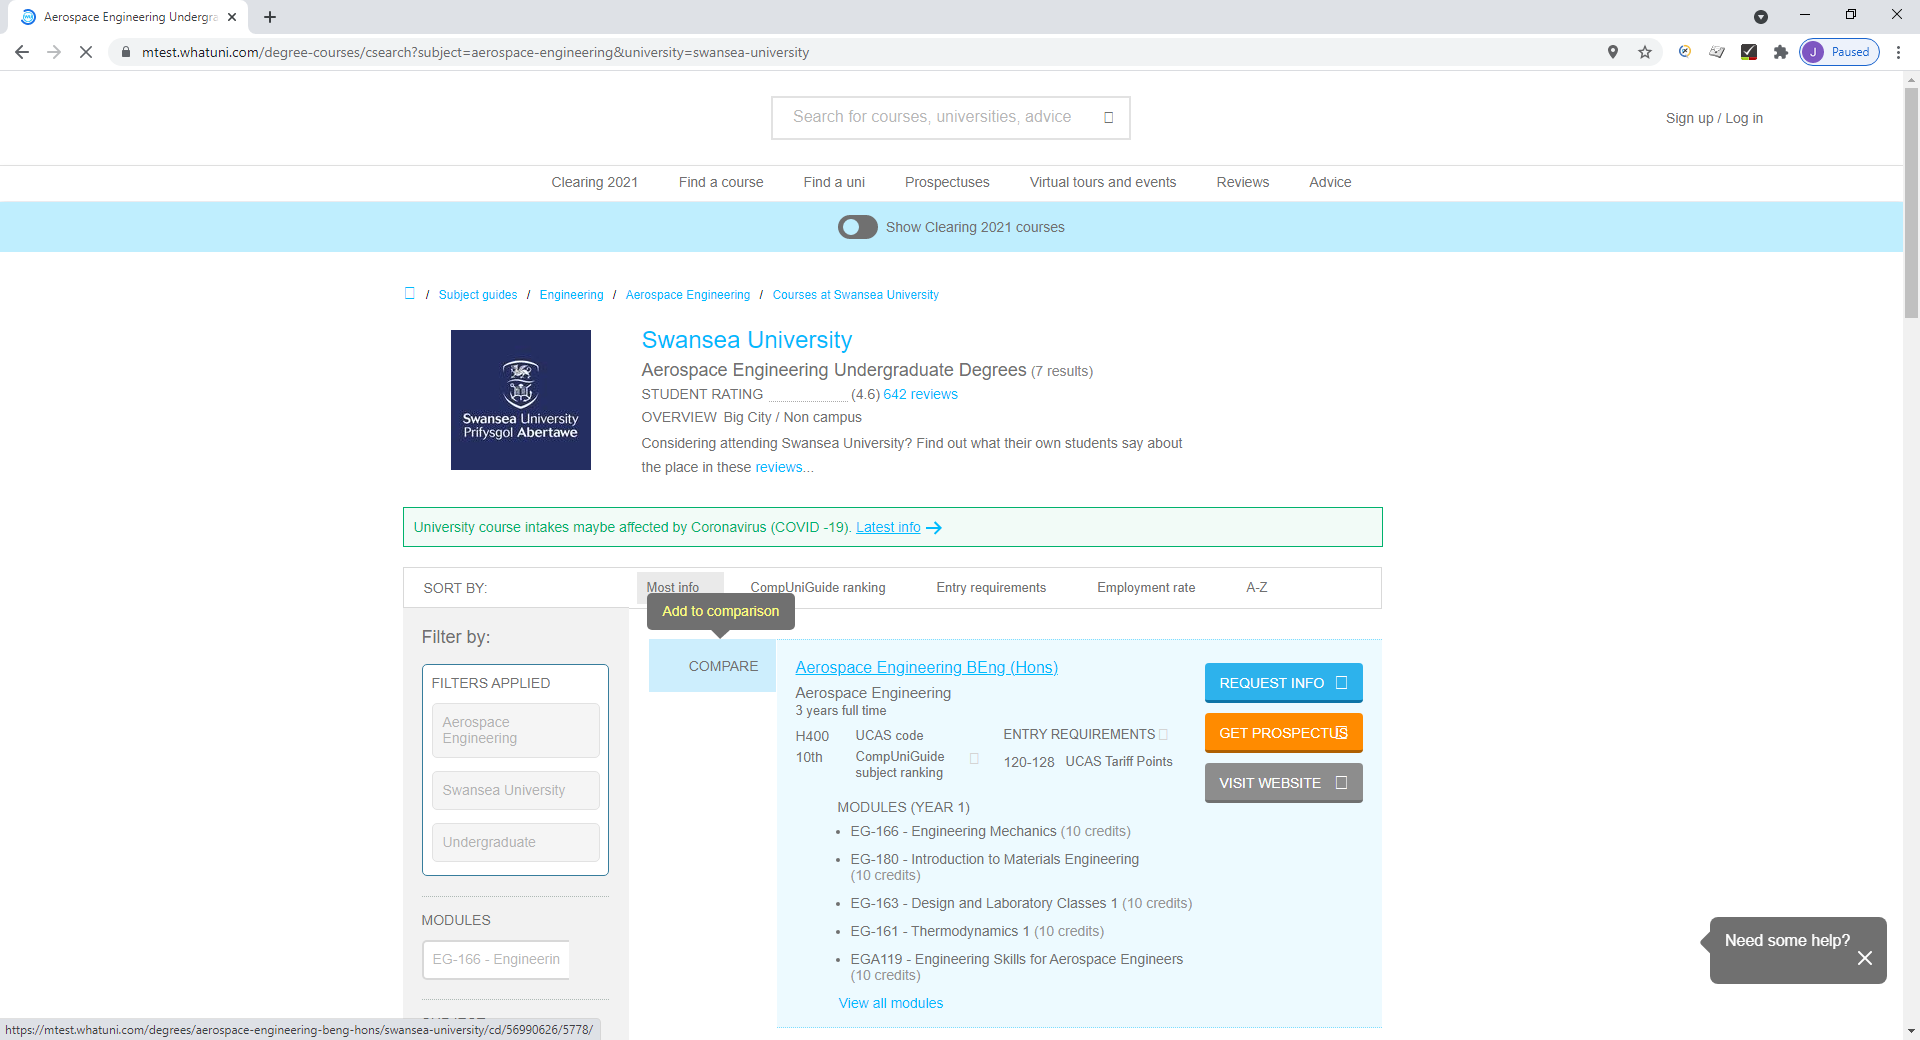 Aerospace Engineering Undergra
mtest.whatuni.com/degree-courses/csearch?subject=aerospace-engineering&university=swansea-university
J Paused
Search for courses, universities, advice
Sign up / Log in
Clearing 2021 Find a course Find a uni Prospectuses Virtual tours and events Reviews Advice
Show Clearing 2021 courses
/ Subject guides / Engineering / Aerospace Engineering / Courses at Swansea University
Swansea University
Prifysgol Abertawe
Swansea University
Aerospace Engineering Undergraduate Degrees (7 results)
STUDENT RATING (4.6) 642 reviews
OVERVIEW Big City / Non campus
Considering attending Swansea University? Find out what their own students say about
the place in these reviews...
University course intakes maybe affected by Coronavirus (COVID -19). Latest info
SORT BY: Most info CompUniGuide ranking Entry requirements Employment rate A-Z
Add to comparison
Filter by:
FILTERS APPLIED
Aerospace
Engineering
Swansea University
Undergraduate
MODULES
EG-166 - Engineerin
COMPARE
Aerospace Engineering BEng (Hons)
Aerospace Engineering
3 years full time
H400 UCAS code
10th CompUniGuide
subject ranking
ENTRY REQUIREMENTS
120-128 UCAS Tariff Points
MODULES (YEAR 1)
EG-166 - Engineering Mechanics (10 credits)
EG-180 - Introduction to Materials Engineering
(10 credits)
EG-163 - Design and Laboratory Classes 1 (10 credits)
EG-161 - Thermodynamics 1 (10 credits)
EGA119 - Engineering Skills for Aerospace Engineers
(10 credits)
View all modules
REQUEST INFO
GET PROSPECTUS
VISIT WEBSITE
Need some help?
https://mtest.whatuni.com/degrees/aerospace-engineering-beng-hons/swansea-university/cd/56990626/5778/